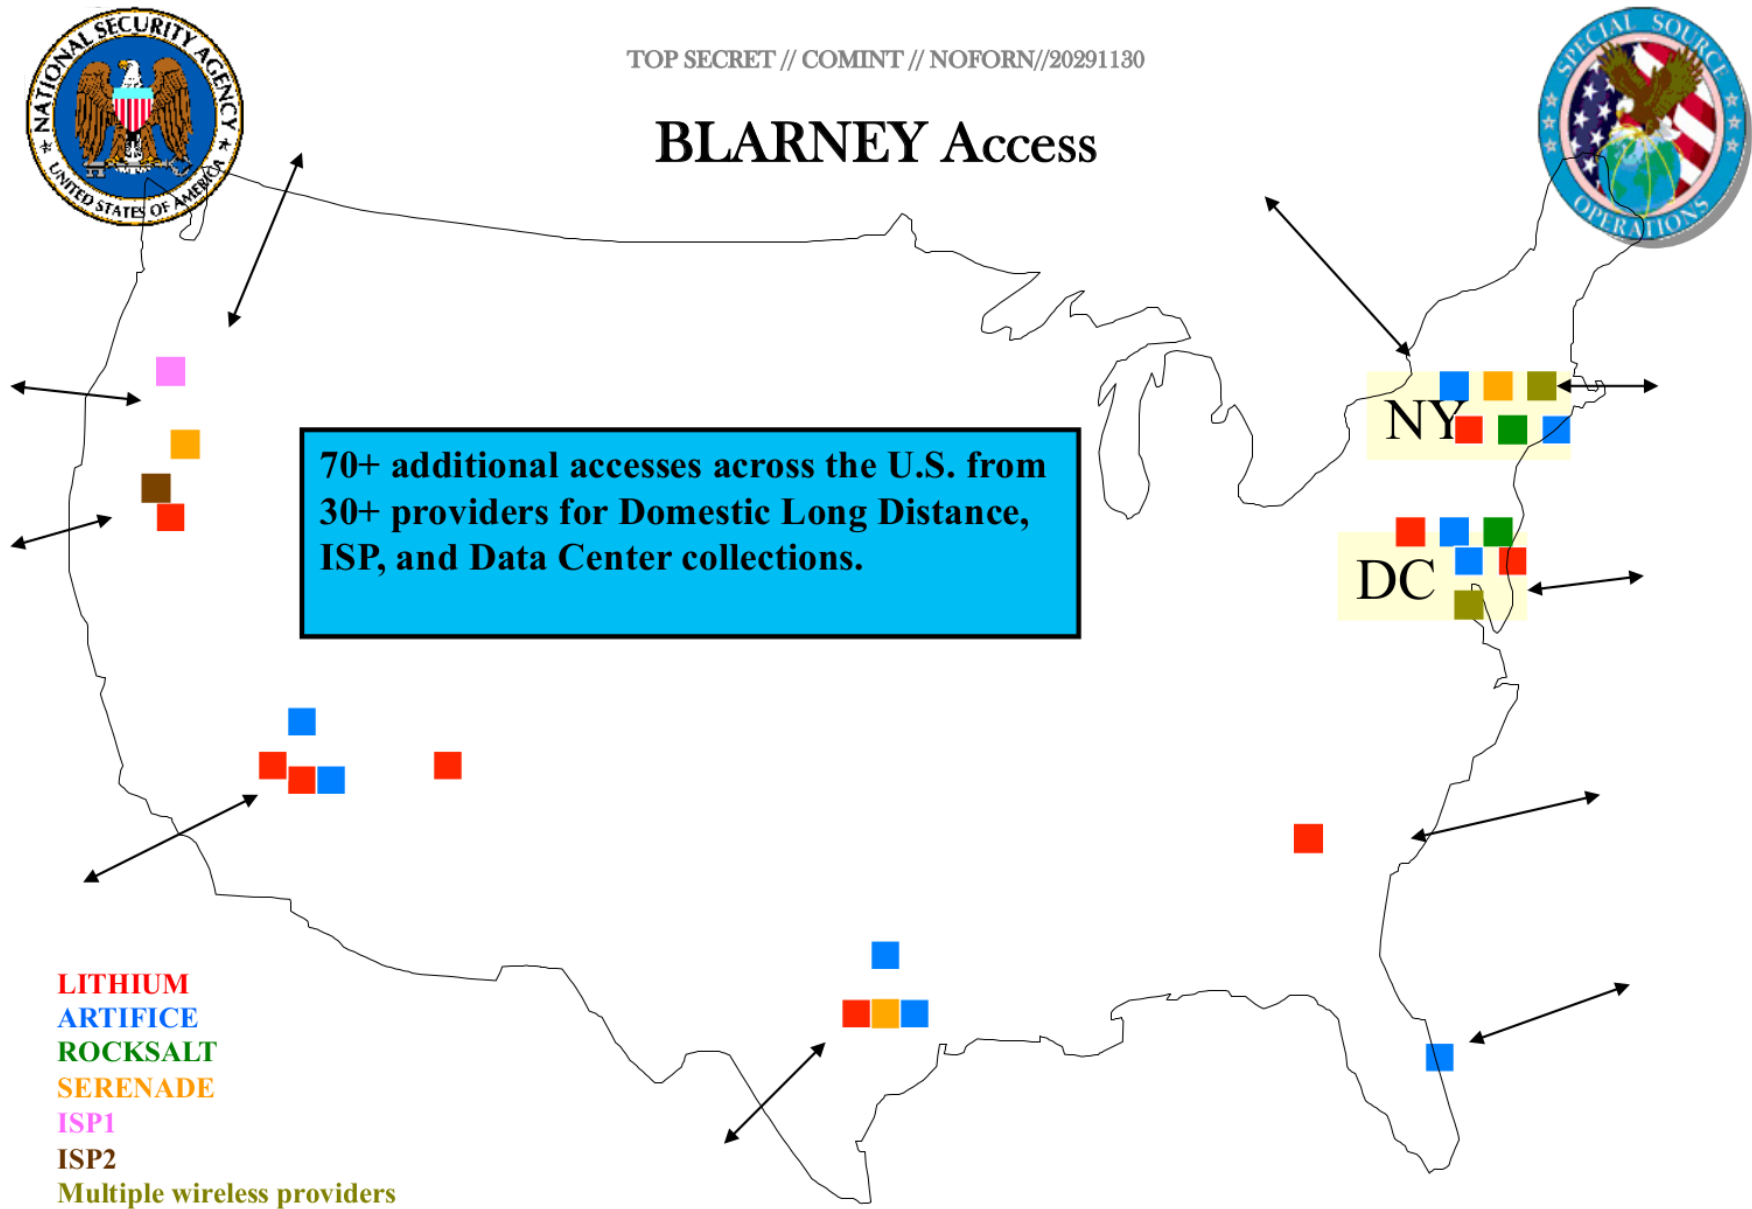 NATIONAL SECURITY AGENCY
UNITED STATES OF AMERICA
TOP SECRET // COMINT // NOFORN//20291130
BLARNEY Access
SPECIAL SOURCE
OPERATIONS
NY
70+ additional accesses across the U.S. from
30+ providers for Domestic Long Distance,
ISP, and Data Center collections.
DC
LITHIUM
ARTIFICE
ROCKSALT
SERENADE
ISP1
ISP2
Multiple wireless providers